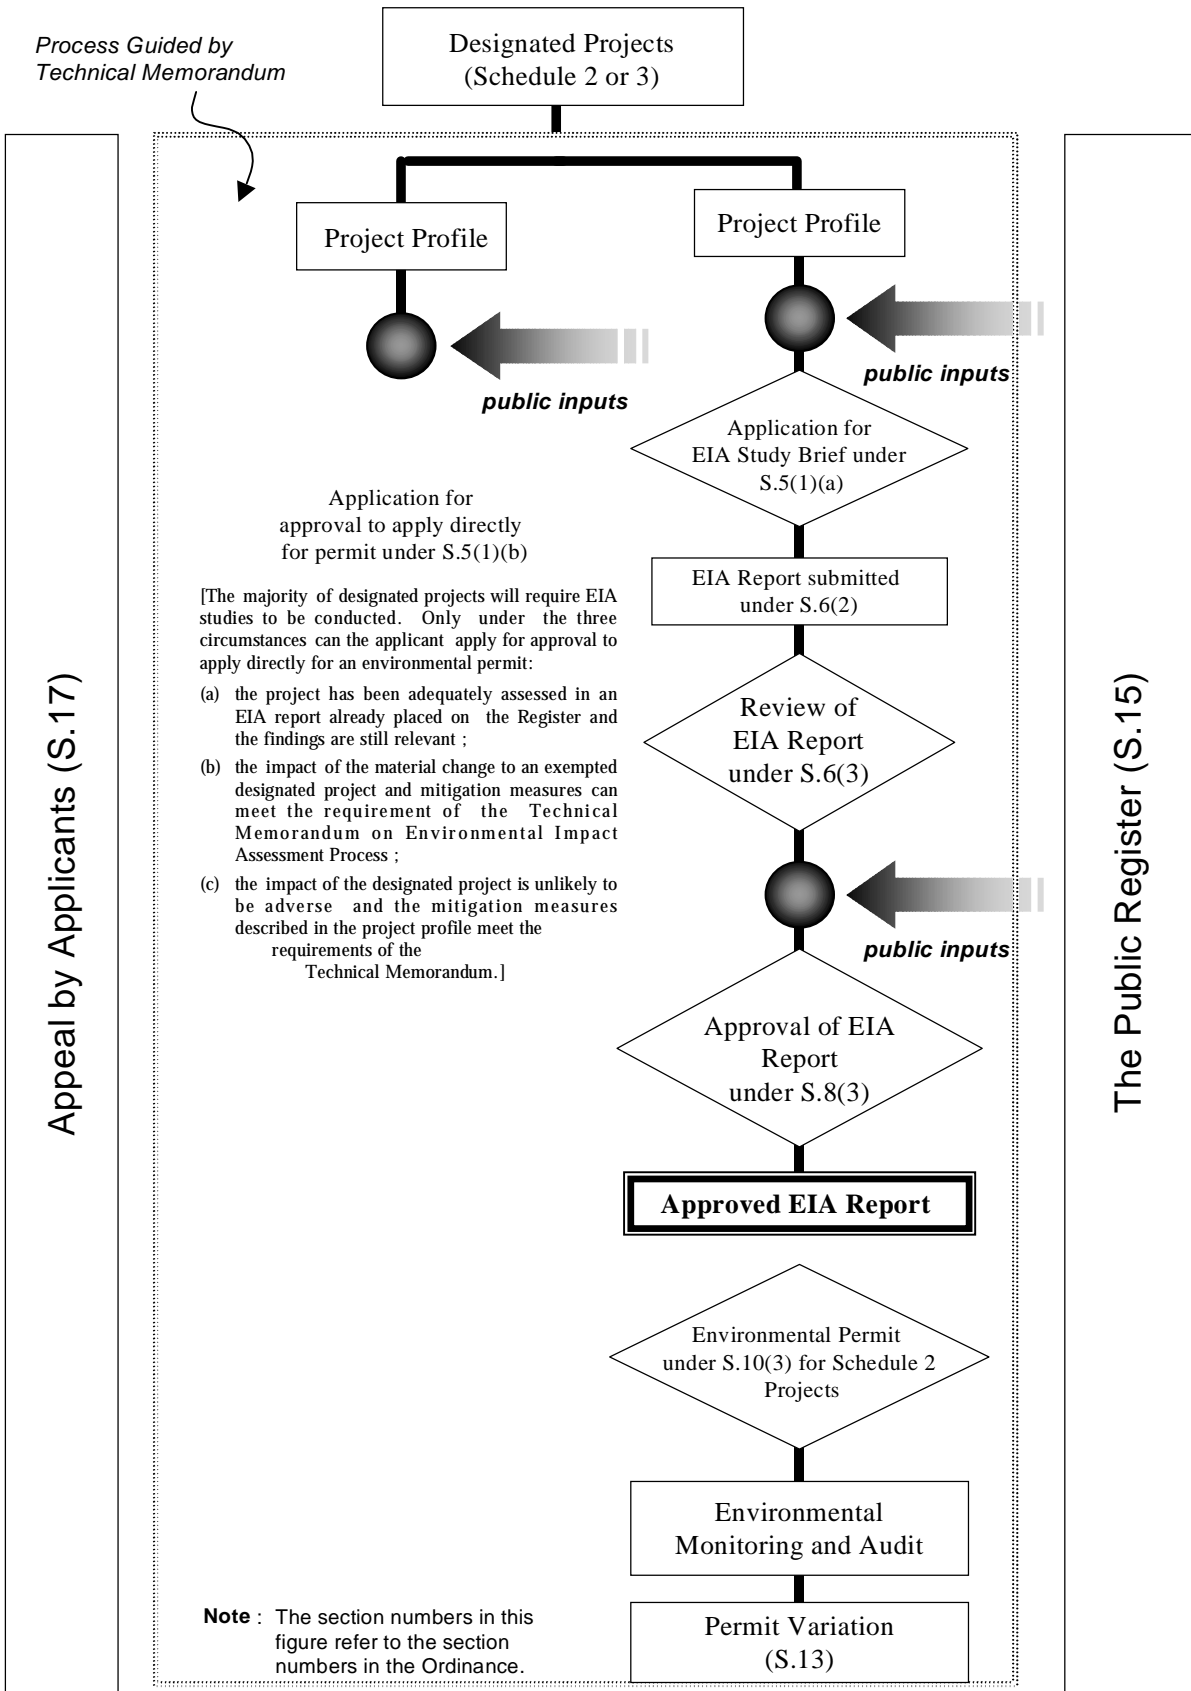 Process Guided by
Technical Memorandum
Designated Projects
(Schedule 2 or 3)
Appeal by Applicants (S.17)
The Public Register (S.15)
Project Profile
public inputs
Application for
approval to apply directly
for permit under S.5(1)(b)
[The majority of designated projects will require EIA
studies to be conducted. Only under the three
circumstances can the applicant apply for approval to
apply directly for an environmental permit:
(a) the project has been adequately assessed in an
EIA report already placed on the Register and
the findings are still relevant ;
(b) the impact of the material change to an exempted
designated project and mitigation measures can
meet the requirement of the Technical
Memorandum on Environmental Impact
Assessment Process ;
(c) the impact of the designated project is unlikely to
be adverse and the mitigation measures
described in the project profile meet the
requirements of the
Technical Memorandum.]
Project Profile
public inputs
Application for
EIA Study Brief under
S.5(1)(a)
EIA Report submitted
under S.6(2)
Review of
EIA Report
under S.6(3)
public inputs
Approval of EIA
Report
under S.8(3)
Approved EIA Report
Environmental Permit
under S.10(3) for Schedule 2
Projects
Environmental
Monitoring and Audit
Permit Variation
(S.13)
Note : The section numbers in this
figure refer to the section
numbers in the Ordinance.